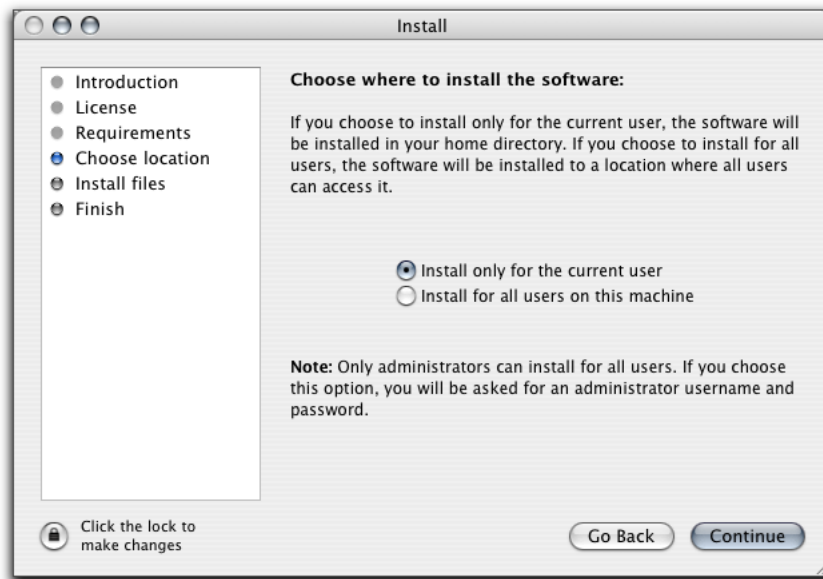 Install
Introduction
License
Requirements
Choose location
Install files
Finish
Choose where to install the software:
If you choose to install only for the current user, the software will
be installed in your home directory. If you choose to install for all
users, the software will be installed to a location where all users
can access it.
Install only for the current user
Install for all users on this machine
Note: Only administrators can install for all users. If you choose
this option, you will be asked for an administrator username and
password.
Click the lock to
make changes
Go Back
Continue